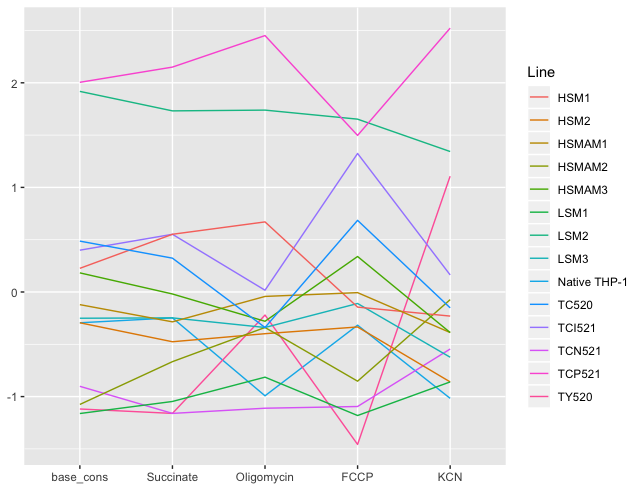 Line
HSM1
HSM2
HSMAM1
HSMAM2
HSMAM3
LSM1
LSM2
LSM3
Native THP-1
TC520
TCI521
TCN521
TCP521
TY520
2
1
0
-1
base_cons Succinate Oligomycin FCCP KCN